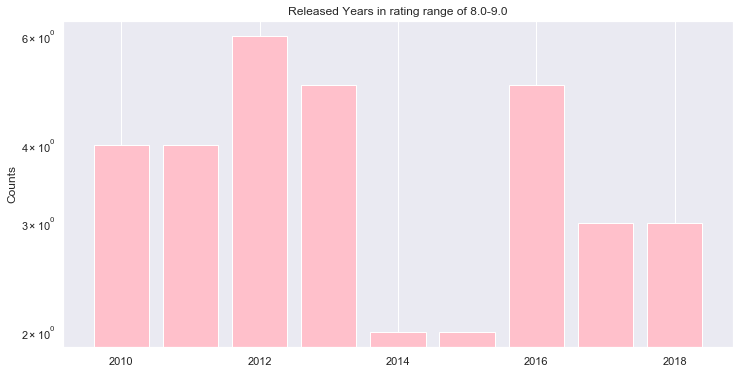 Released Years in rating range of 8.0-9.0
Counts
6 × 10⁰
4 × 10⁰
3 × 10⁰
2 × 10⁰
2010 2012 2014 2016 2018